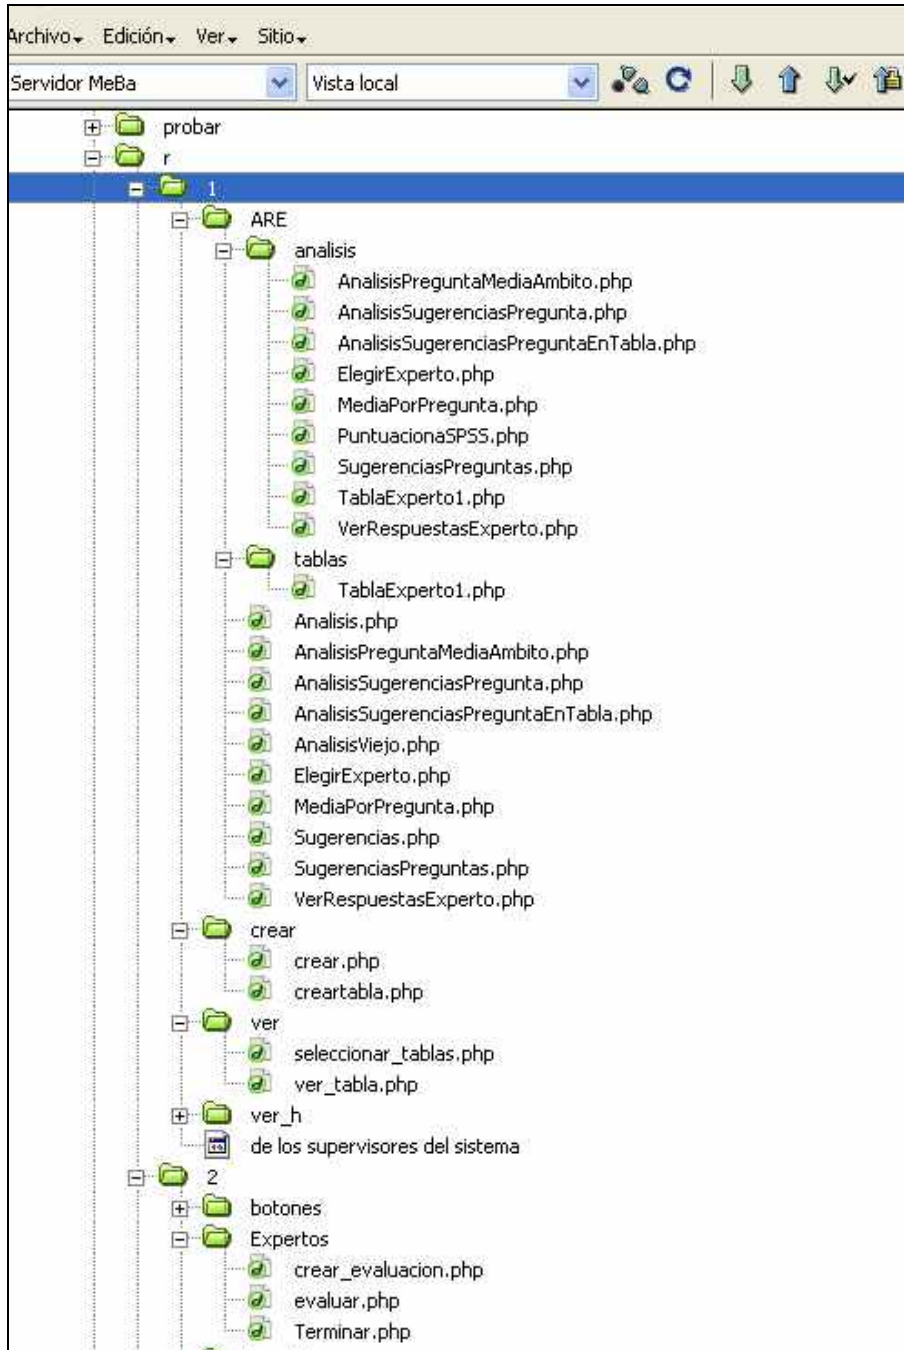 Archivo Edición Ver Sitio
Servidor MeBa Vista local
probar
r
1
ARE
analisis
AnalisisPreguntaMediaAmbito.php
AnalisisSugerenciasPregunta.php
AnalisisSugerenciasPreguntaEnTabla.php
ElegirExperto.php
MediaPorPregunta.php
PuntuacionaSPSS.php
SugerenciasPreguntas.php
TablaExperto1.php
VerRespuestasExperto.php
tablas
TablaExperto1.php
Analisis.php
AnalisisPreguntaMediaAmbito.php
AnalisisSugerenciasPregunta.php
AnalisisSugerenciasPreguntaEnTabla.php
AnalisisViejo.php
ElegirExperto.php
MediaPorPregunta.php
Sugerencias.php
SugerenciasPreguntas.php
VerRespuestasExperto.php
crear
crear.php
creartabla.php
ver
seleccionar_tablas.php
ver_tabla.php
ver_h
de los supervisores del sistema
2
botones
Expertos
crear_evaluacion.php
evaluar.php
Terminar.php